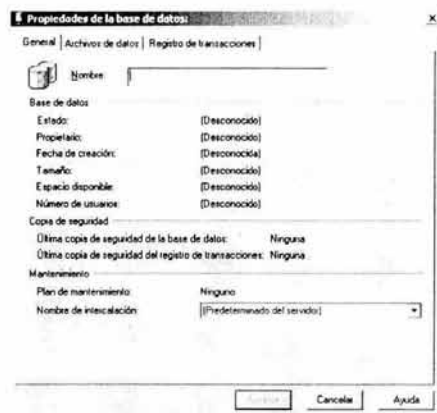 Propiedades de la base de datos:
General Archivos de datos Registro de transacciones
Nombre:
Base de datos
Estado: (Desconocido)
Propietario: (Desconocido)
Fecha de creación: (Desconocida)
Tamaño: (Desconocido)
Espacio disponible: (Desconocido)
Número de usuarios: (Desconocido)
Copia de seguridad
Última copia de seguridad de la base de datos: Ninguna
Última copia de seguridad del registro de transacciones: Ninguna
Mantenimiento
Plan de mantenimiento: Ninguno
Nombre de intercalación: (Predeterminado del servidor)
Cancelar Ayuda